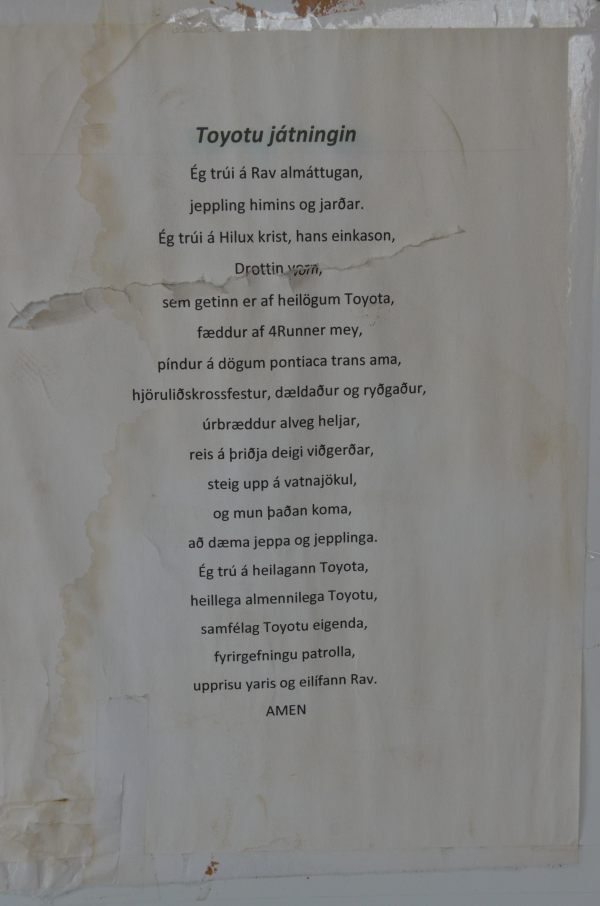 Toyotu játningin
Ég trúi á Rav almáttugan,
jeppling himins og jarðar.
Ég trúi á Hilux krist, hans einkason,
Drottin vorn,
sem getinn er af heilögum Toyota,
fæddur af 4Runner mey,
píndur á dögum pontiaca trans ama,
hjöruliðskrossfestur, dældaður og ryðgaður,
úrbræddur alveg heljar,
reis á þriðja deigi viðgerðar,
steig upp á vatnajökul,
og mun þaðan koma,
að dæma jeppa og jepplinga.
Ég trú á heilagann Toyota,
heillega almennilega Toyotu,
samfélag Toyotu eigenda,
fyrirgefningu patrolla,
upprisu yaris og eilífann Rav.
AMEN